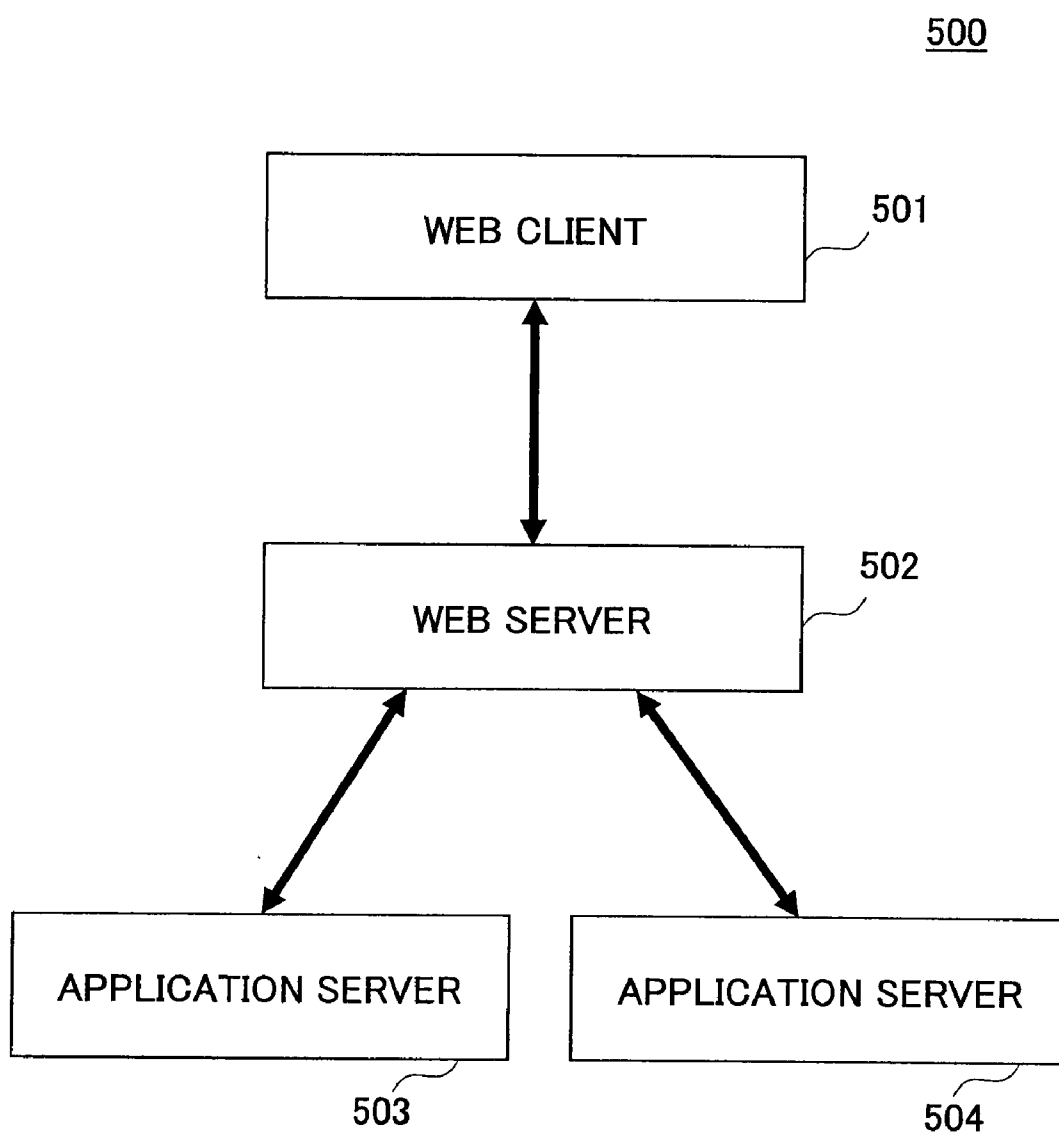 500
WEB CLIENT
501
WEB SERVER
502
APPLICATION SERVER
503
APPLICATION SERVER
504